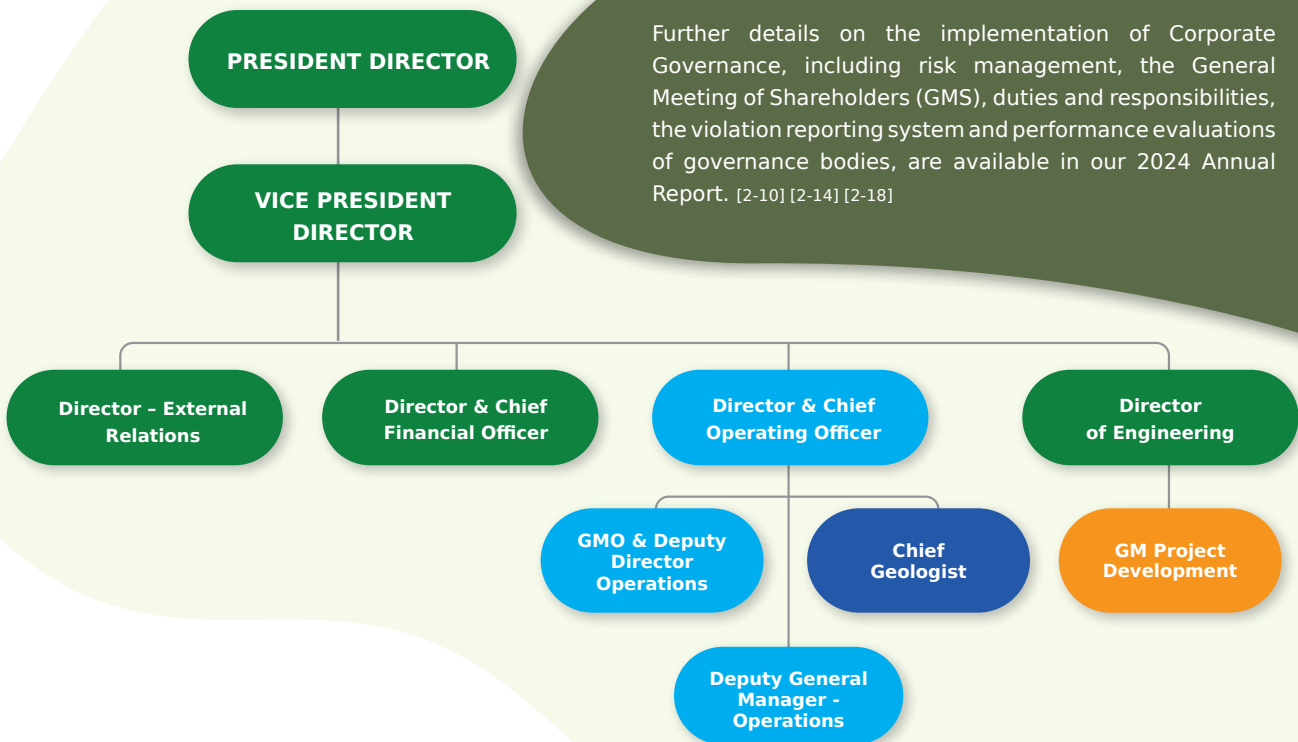 PRESIDENT DIRECTOR
VICE PRESIDENT
DIRECTOR
Further details on the implementation of Corporate
Governance, including risk management, the General
Meeting of Shareholders (GMS), duties and responsibilities,
the violation reporting system and performance evaluations
of governance bodies, are available in our 2024 Annual
Report. [2-10] [2-14] [2-18]
Director – External
Relations
Director & Chief
Financial Officer
Director & Chief
Operating Officer
Director
of Engineering
GMO & Deputy
Director
Operations
Chief
Geologist
GM Project
Development
Deputy General
Manager -
Operations